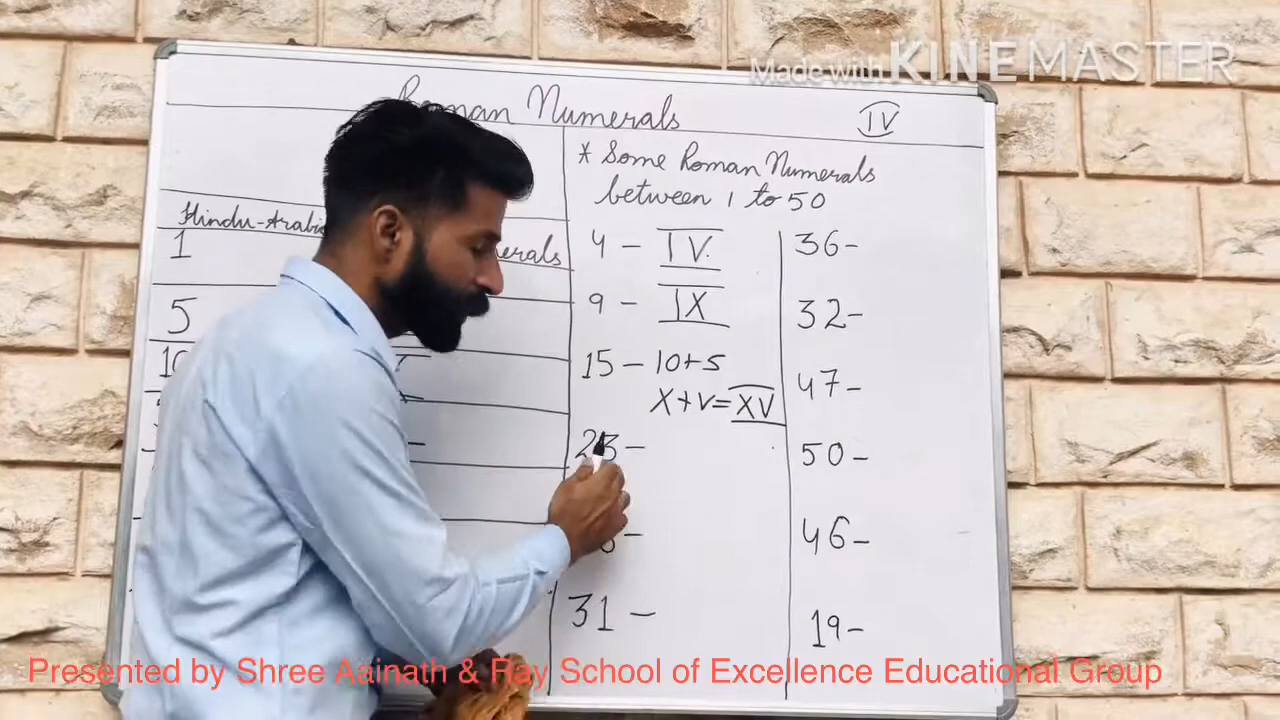 Made with KINEMASTER
Roman Numerals
IV
Hindu-Arabic
1
5
* Some Roman Numerals
between 1 to 50
4 - IV
9 - IX
15 - 10+5
X+V=XV
23 -
31 -
36-
32-
47-
50-
46-
19-
Presented by Shree Aainath & Ray School of Excellence Educational Group